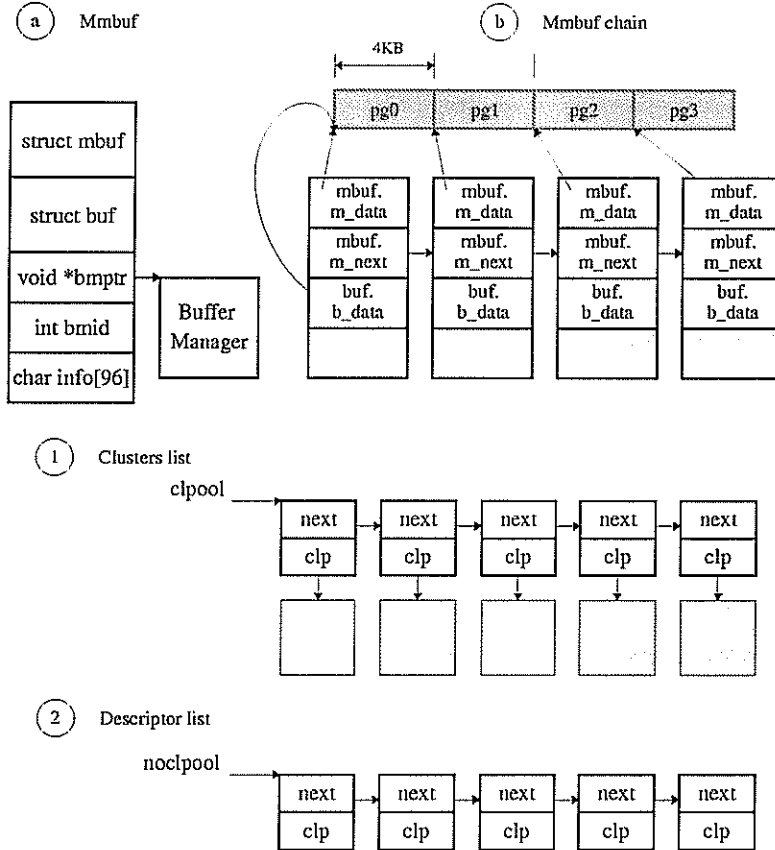 a Mmbuf
b Mmbuf chain
4KB
pg0 pg1 pg2 pg3
struct mbuf
struct buf
void *bmptr
int bmid
char info[96]
Buffer
Manager
mbuf.
m_data
mbuf.
m_next
buf.
b_data
mbuf.
m_data
mbuf.
m_next
buf.
b_data
mbuf.
m_data
mbuf.
m_next
buf.
b_data
mbuf.
m_data
mbuf.
m_next
buf.
b_data
1 Clusters list
clpool
next next next next next
clp clp clp clp clp
2 Descriptor list
noclpool
next next next next next
clp clp clp clp clp